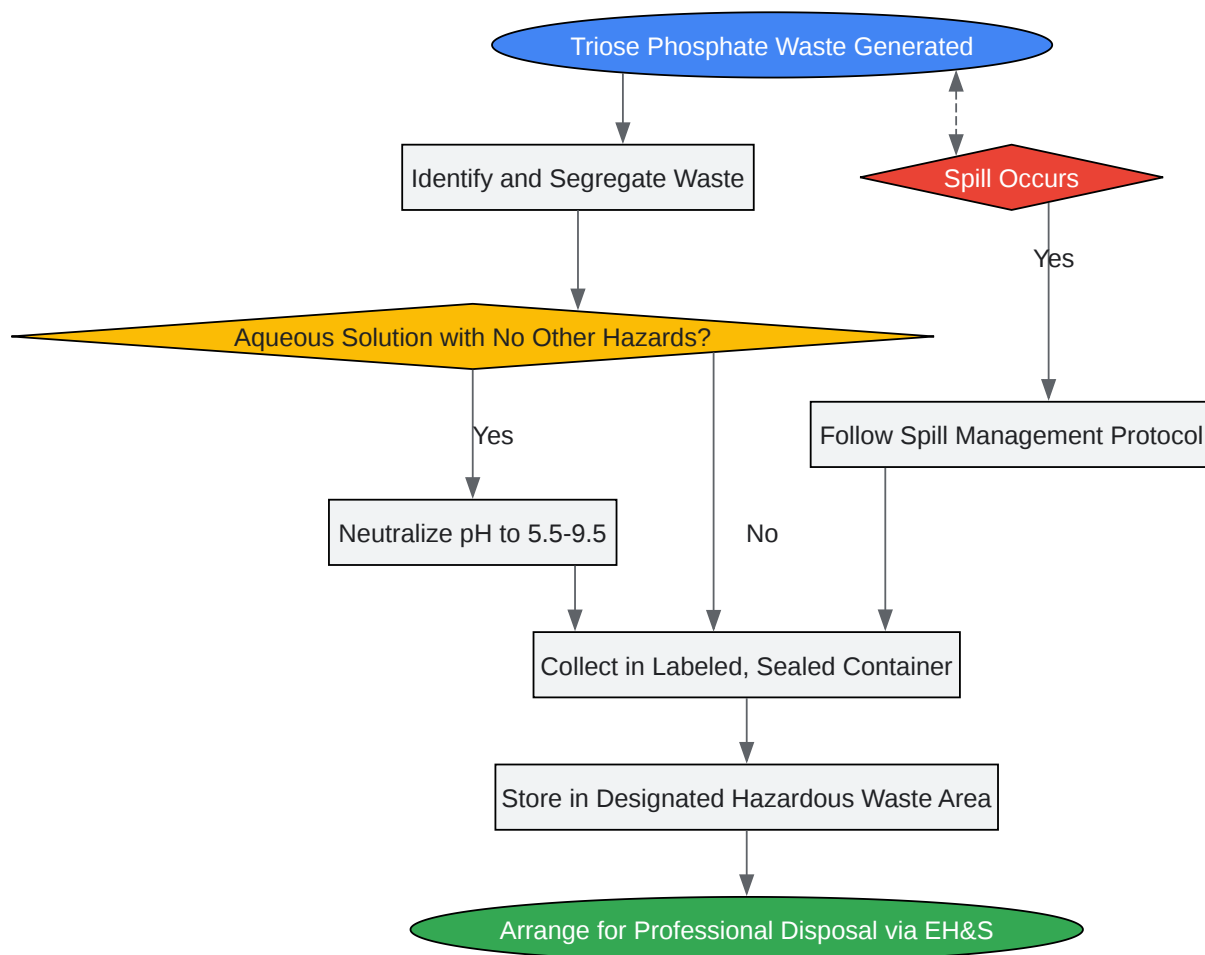 Triose Phosphate Waste Generated
Identify and Segregate Waste
Spill Occurs
Yes
Aqueous Solution with No Other Hazards?
Yes
Follow Spill Management Protocol
Neutralize pH to 5.5-9.5
No
Collect in Labeled, Sealed Container
Store in Designated Hazardous Waste Area
Arrange for Professional Disposal via EH&S